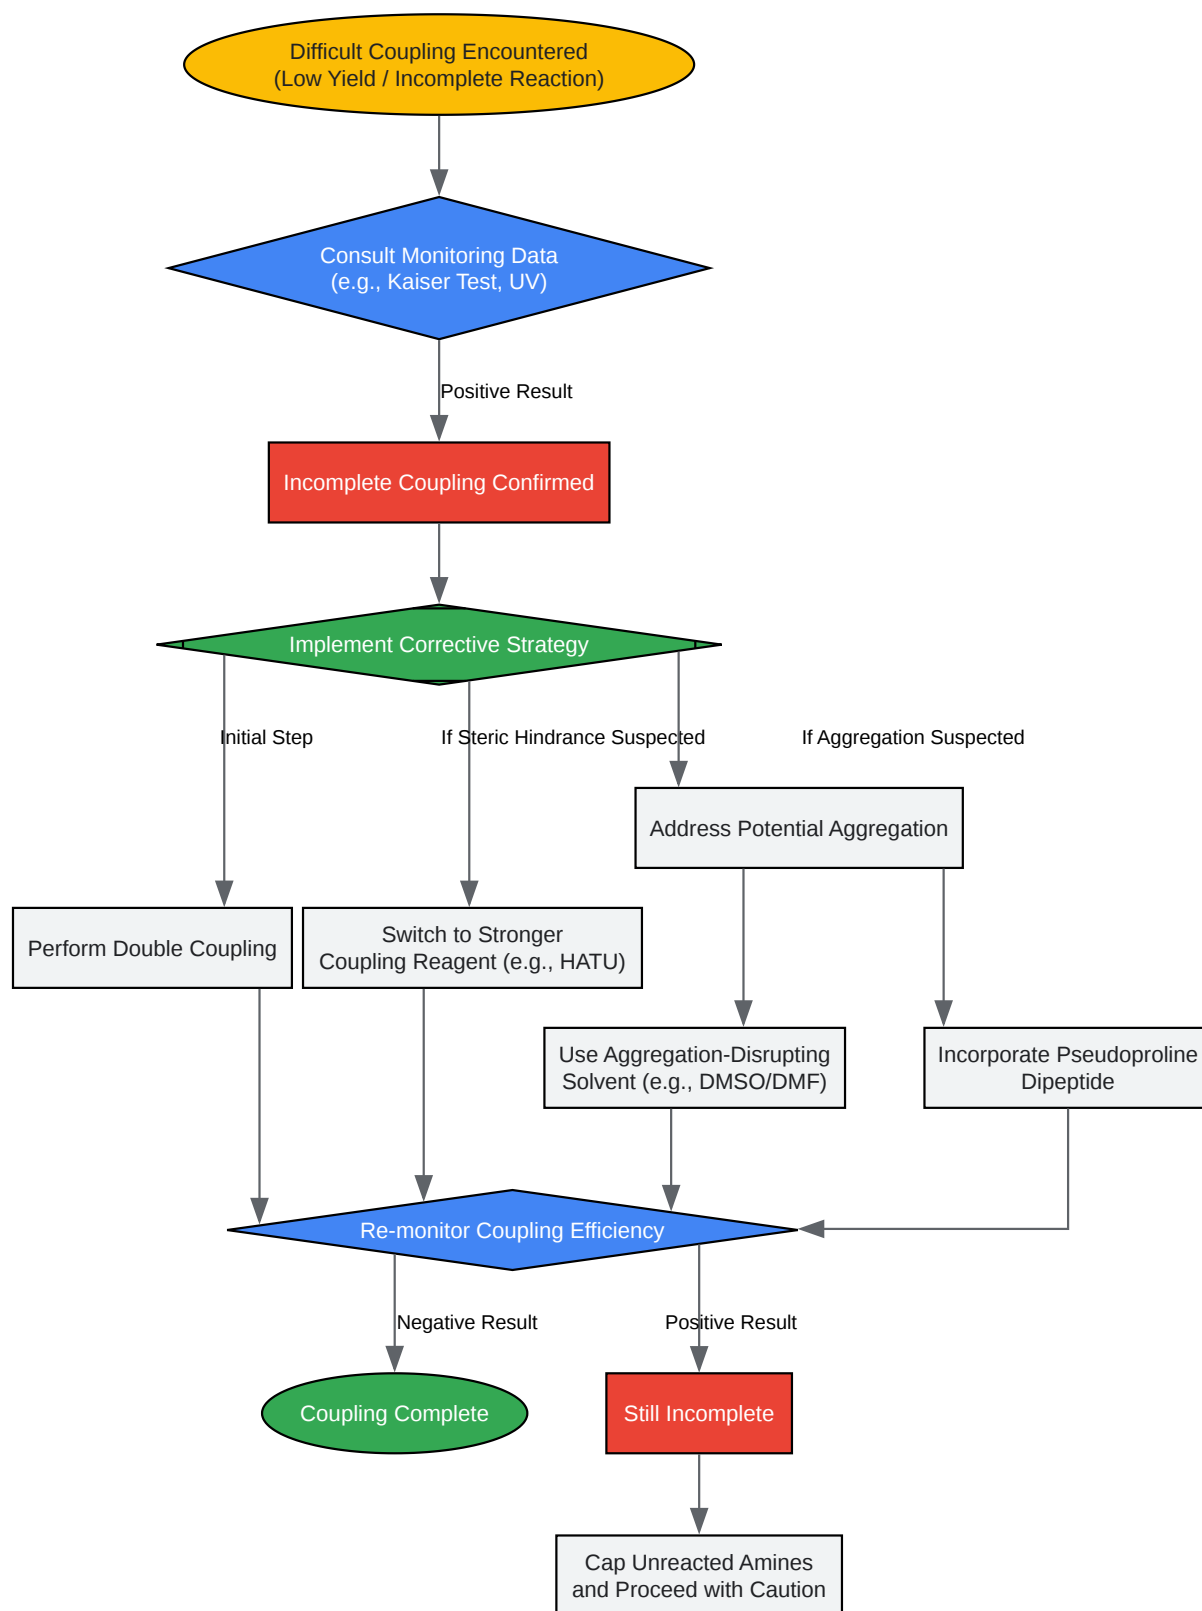 Difficult Coupling Encountered
(Low Yield / Incomplete Reaction)
Consult Monitoring Data
(e.g., Kaiser Test, UV)
Positive Result
Incomplete Coupling Confirmed
Implement Corrective Strategy
Initial Step
If Steric Hindrance Suspected
If Aggregation Suspected
Address Potential Aggregation
Perform Double Coupling
Switch to Stronger
Coupling Reagent (e.g., HATU)
Use Aggregation-Disrupting
Solvent (e.g., DMSO/DMF)
Incorporate Pseudoproline
Dipeptide
Re-monitor Coupling Efficiency
Negative Result
Positive Result
Coupling Complete
Still Incomplete
Cap Unreacted Amines
and Proceed with Caution